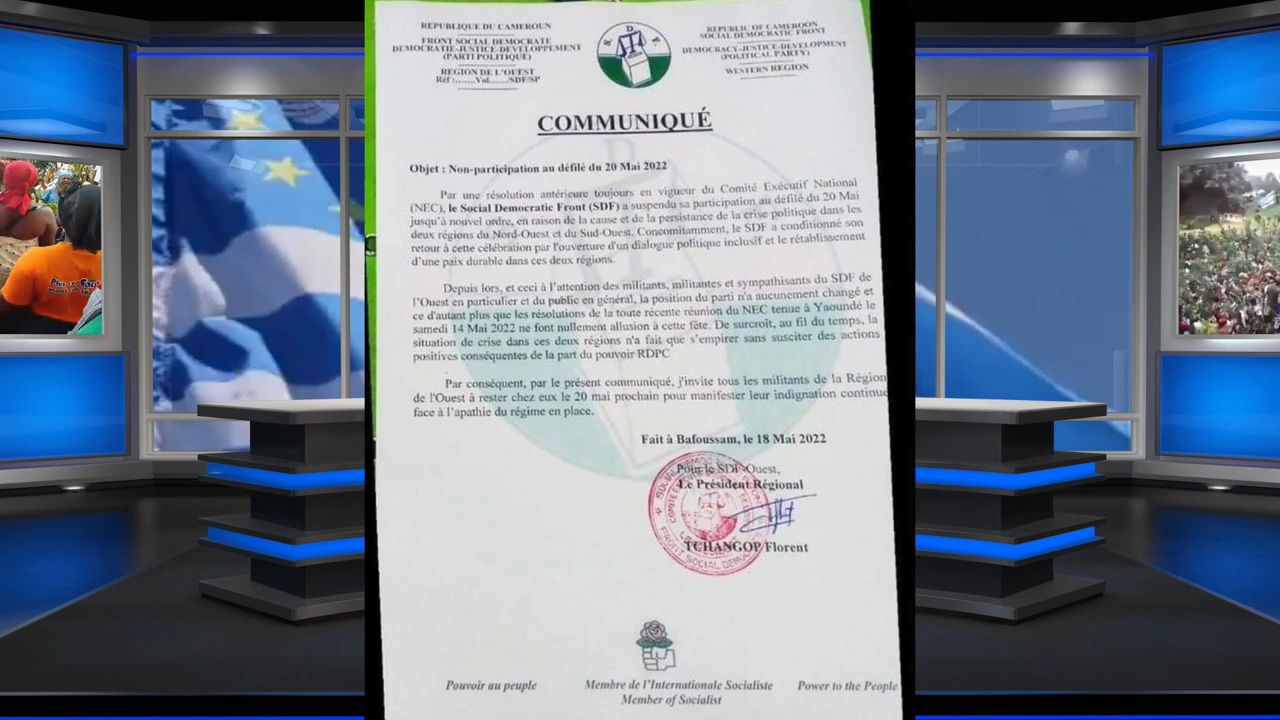 REPUBLIQUE DU CAMEROUN
FRONT SOCIAL DEMOCRATE
DEMOCRATIE-JUSTICE-DEVELOPPEMENT
(PARTI POLITIQUE)
REGION DE L'OUEST
Réf :.......Vol....../SDF/SP
S. D. F.
REPUBLIC OF CAMEROON
SOCIAL DEMOCRATIC FRONT
DEMOCRACY-JUSTICE-DEVELOPMENT
(POLITICAL PARTY)
WESTERN REGION
COMMUNIQUÉ
Objet : Non-participation au défilé du 20 Mai 2022
Par une résolution antérieure toujours en vigueur du Comité Exécutif National
(NEC), le Social Democratic Front (SDF) a suspendu sa participation au défilé du 20 Mai
jusqu'à nouvel ordre, en raison de la cause et de la persistance de la crise politique dans les
deux régions du Nord-Ouest et du Sud-Ouest. Concomitamment, le SDF a conditionné son
retour à cette célébration par l'ouverture d'un dialogue politique inclusif et le rétablissement
d'une paix durable dans ces deux régions.
Depuis lors, et ceci à l'attention des militants, militantes et sympathisants du SDF de
l'Ouest en particulier et du public en général, la position du parti n'a aucunement changé et
ce d'autant plus que les résolutions de la toute récente réunion du NEC tenue à Yaoundé le
samedi 14 Mai 2022 ne font nullement allusion à cette fête. De surcroît, au fil du temps, la
situation de crise dans ces deux régions n'a fait que s'empirer sans susciter des actions
positives conséquentes de la part du pouvoir RDPC
Par conséquent, par le présent communiqué, j'invite tous les militants de la Région
de l'Ouest à rester chez eux le 20 mai prochain pour manifester leur indignation continue
face à l'apathie du régime en place.
Fait à Bafoussam, le 18 Mai 2022
Pour le SDF-Ouest,
Le Président Régional
TCHANGOP Florent
Pouvoir au peuple
Membre de l'Internationale Socialiste
Member of Socialist
Power to the People